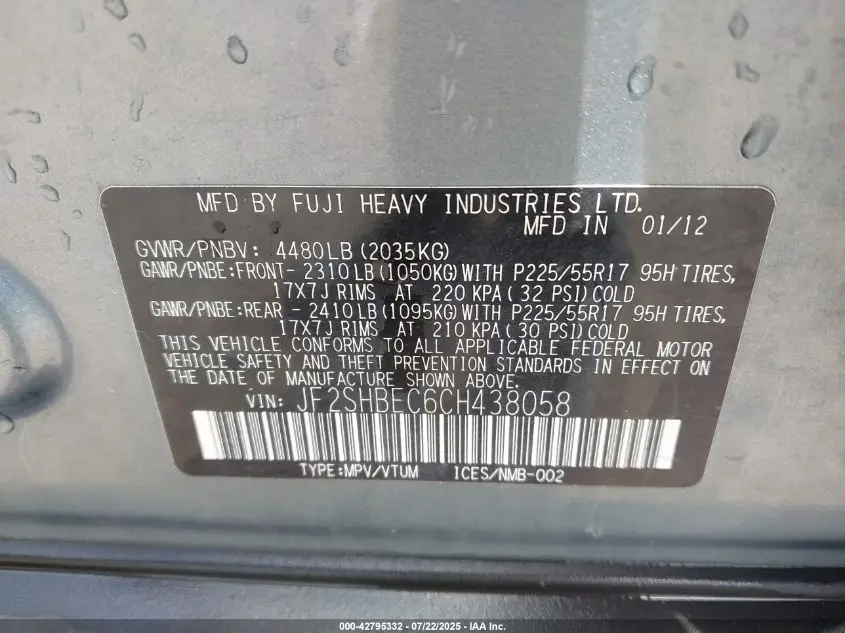 MFD BY FUJI HEAVY INDUSTRIES LTD.
MFD IN 01/12
GVWR/PNBV: 4480LB (2035KG)
GAWR/PNBE:FRONT- 2310LB(1050KG) WITH P225/55R17 95H TIRES,
17X7J RIMS AT 220 KPA( 32 PSI) COLD
GAWR/PNBE:REAR - 2410LB(1095KG) WITH P225/55R17 95H TIRES,
17X7J RIMS AT 210 KPA( 30 PSI) COLD
THIS VEHICLE CONFORMS TO ALL APPLICABLE FEDERAL MOTOR
VEHICLE SAFETY AND THEFT PREVENTION STANDARDS IN EFFECT ON
THE DATE OF MANUFACTURE SHOWN ABOVE.
VIN: JF2SHBEC6CH438058
TYPE:MPV/VTUM ICES/NMB-002
000-42795332 - 07/22/2025 - IAA Inc.